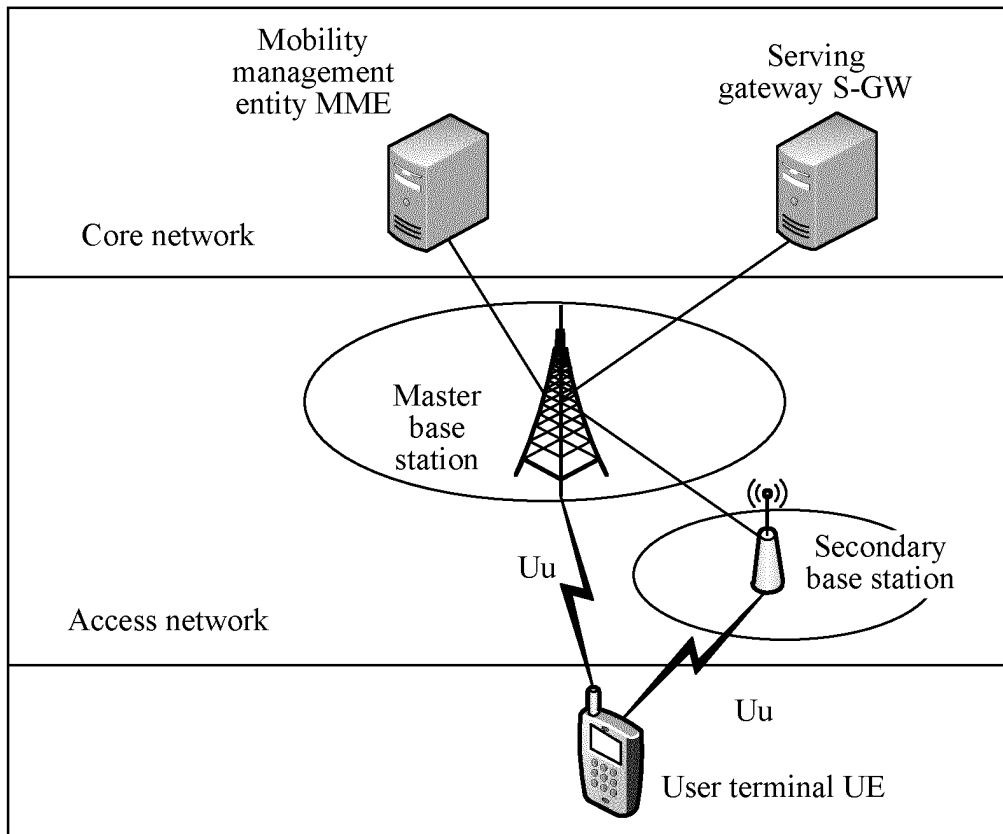 Mobility
management
entity MME
Serving
gateway S-GW
Core network
Master
base
station
Uu
Secondary
base station
Access network
Uu
User terminal UE